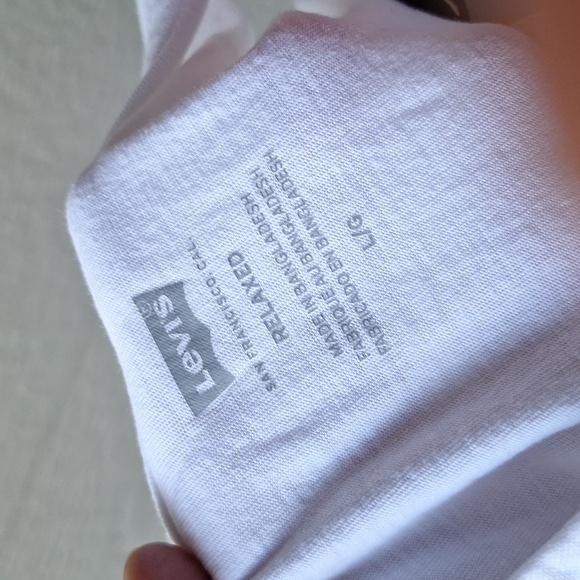 Levi's
SAN FRANCISCO, CAL.
RELAXED
MADE IN BANGLADESH
FABRIQUÉ AU BANGLADESH
FABRICADO EN BANGLADESH
L/G